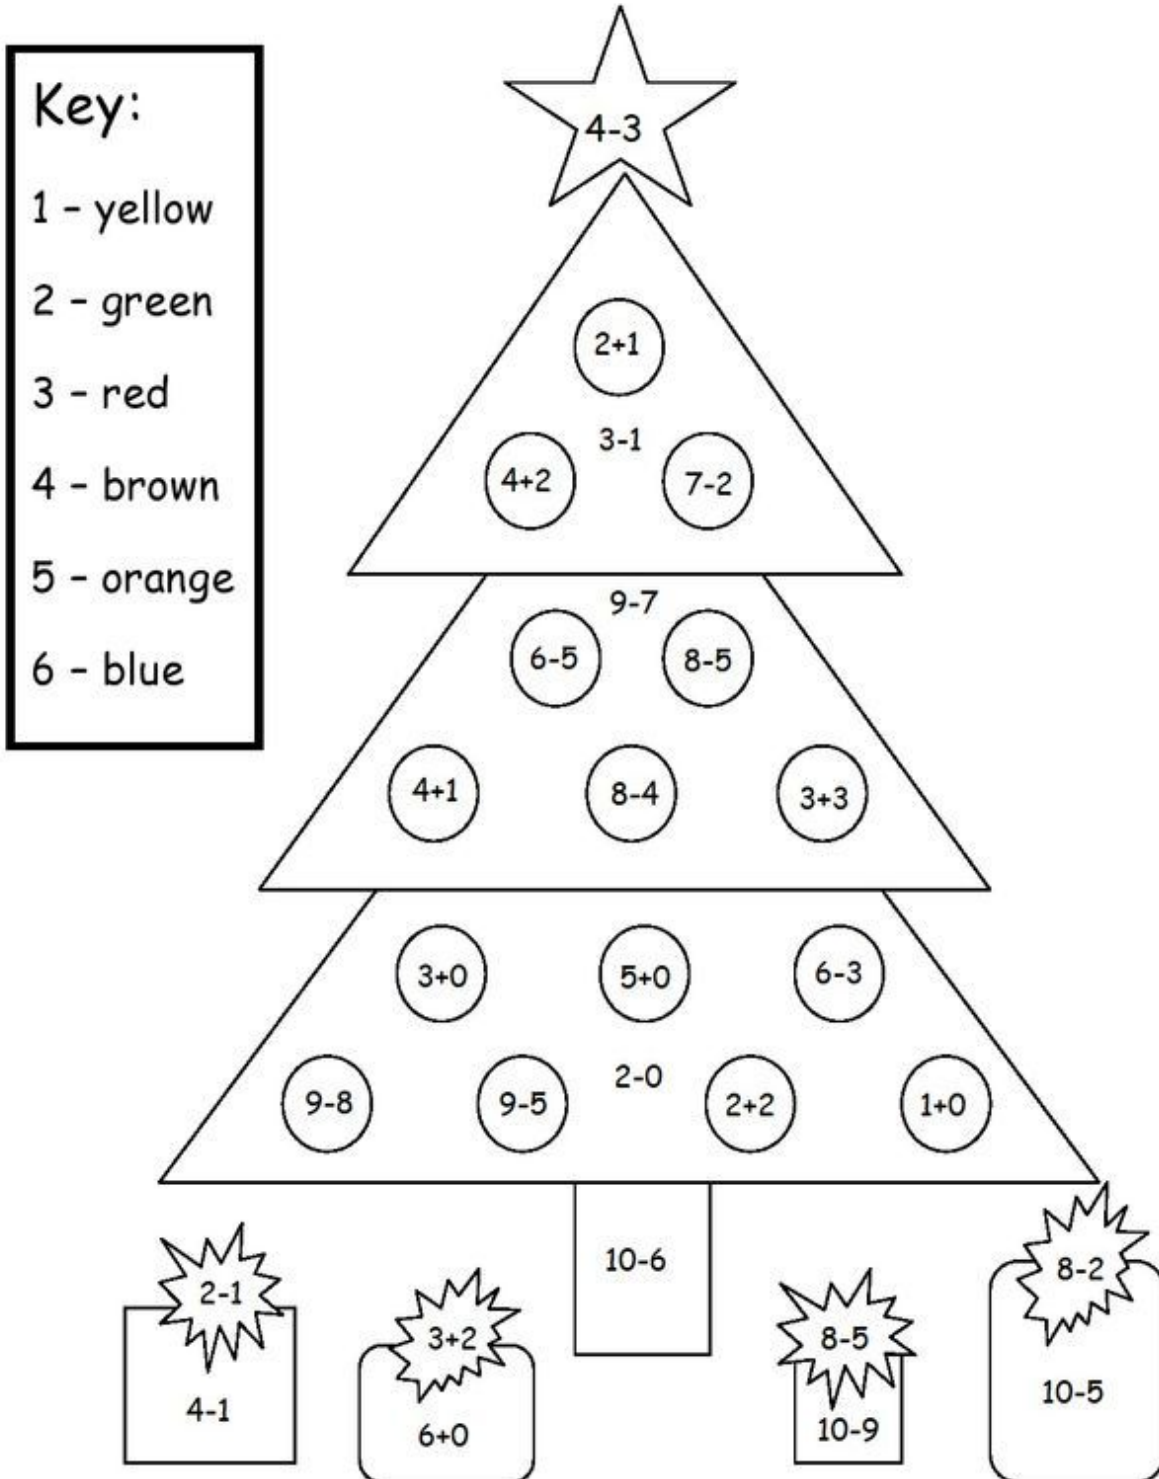 Key:
1 – yellow
2 – green
3 – red
4 – brown
5 – orange
6 – blue
4-3
2+1
3-1
4+2 7-2
9-7
6-5 8-5
4+1 8-4 3+3
3+0 5+0 6-3
2-0
9-8 9-5 2+2 1+0
10-6
8-2
2-1
3+2 8-5
10-5
4-1
6+0 10-9